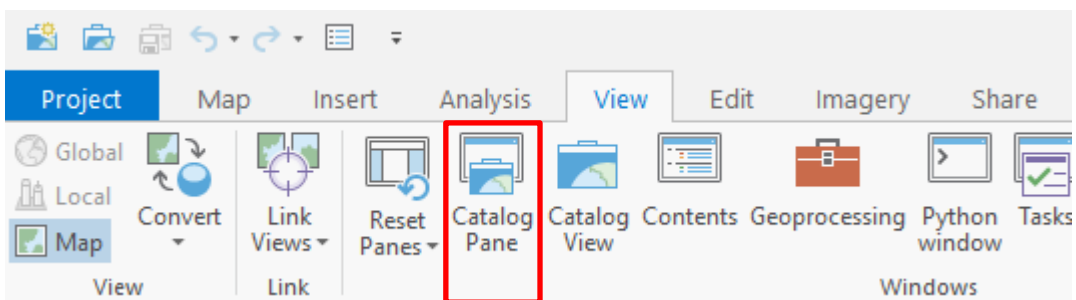 Project Map Insert Analysis View Edit Imagery Share
Global
Local
Map
Convert
Link
Views
Reset
Panes
Catalog
Pane
Catalog
View
Contents
Geoprocessing
Python
window
Tasks
View
Link
Windows